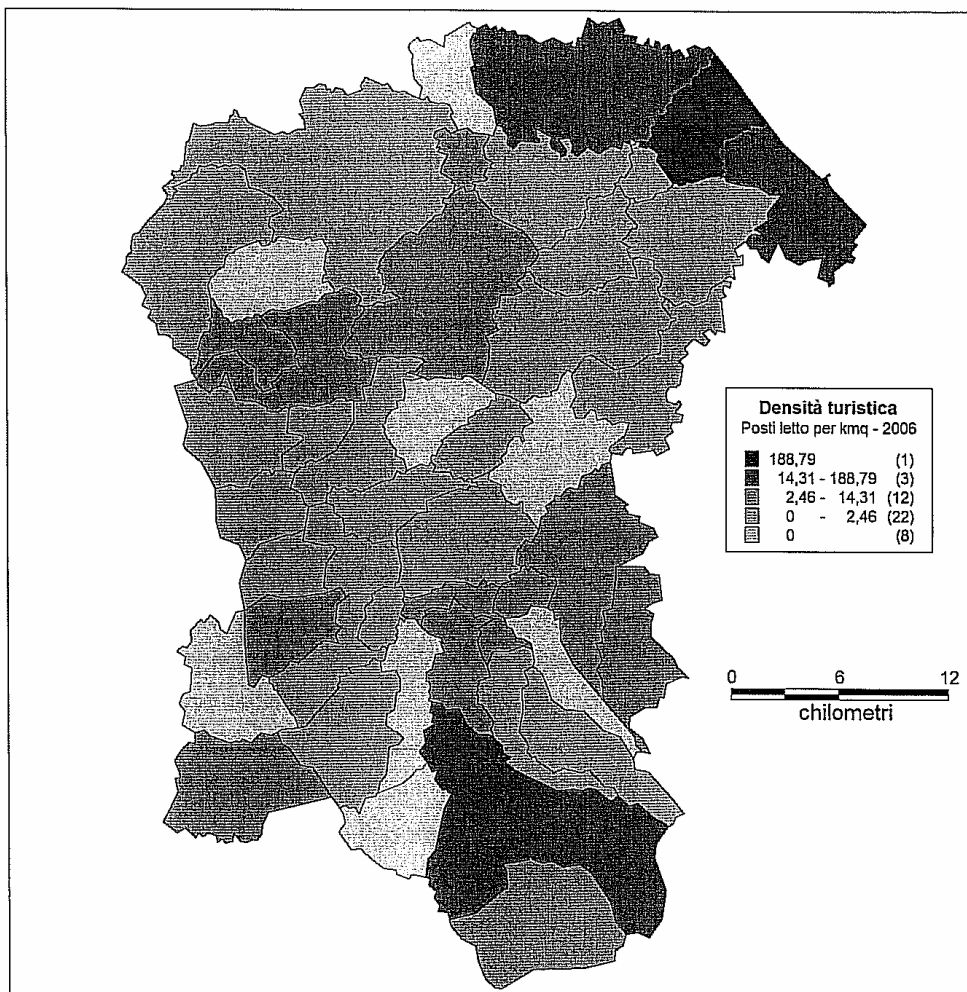 Densità turistica
Posti letto per kmq - 2006
188,79 (1)
14,31 - 188,79 (3)
2,46 - 14,31 (12)
0 - 2,46 (22)
0 (8)
0 6 12
chilometri